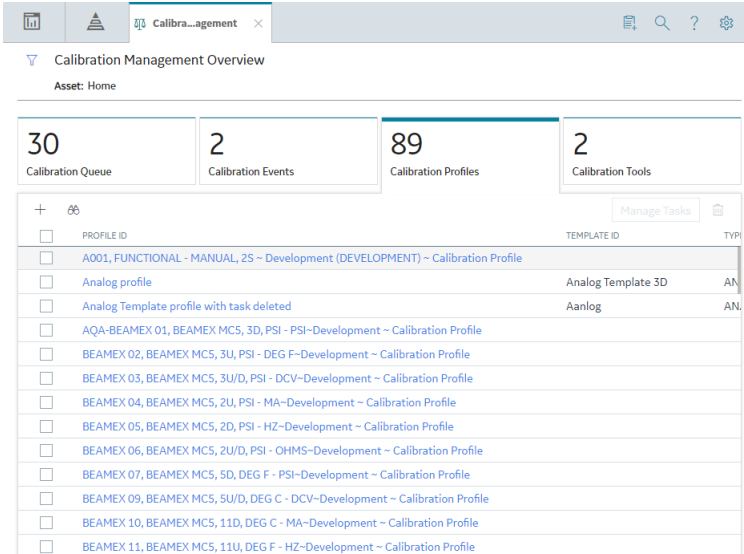 Calibra...agement
Calibration Management Overview
Asset: Home
30
Calibration Queue
2
Calibration Events
89
Calibration Profiles
2
Calibration Tools
Manage Tasks
PROFILE ID TEMPLATE ID TYP
A001, FUNCTIONAL - MANUAL, 2S ~ Development (DEVELOPMENT) ~ Calibration Profile
Analog profile Analog Template 3D AN
Analog Template profile with task deleted Aanlog AN
AQA-BEAMEX 01, BEAMEX MC5, 3D, PSI - PSI~Development ~ Calibration Profile
BEAMEX 02, BEAMEX MC5, 3U, PSI - DEG F~Development ~ Calibration Profile
BEAMEX 03, BEAMEX MC5, 3U/D, PSI - DCV~Development ~ Calibration Profile
BEAMEX 04, BEAMEX MC5, 2U, PSI - MA~Development ~ Calibration Profile
BEAMEX 05, BEAMEX MC5, 2D, PSI - HZ~Development ~ Calibration Profile
BEAMEX 06, BEAMEX MC5, 2U/D, PSI - OHMS~Development ~ Calibration Profile
BEAMEX 07, BEAMEX MC5, 5D, DEG F - PSI~Development ~ Calibration Profile
BEAMEX 09, BEAMEX MC5, 5U/D, DEG C - DCV~Development ~ Calibration Profile
BEAMEX 10, BEAMEX MC5, 11D, DEG C - MA~Development ~ Calibration Profile
BEAMEX 11, BEAMEX MC5, 11U, DEG F - HZ~Development ~ Calibration Profile